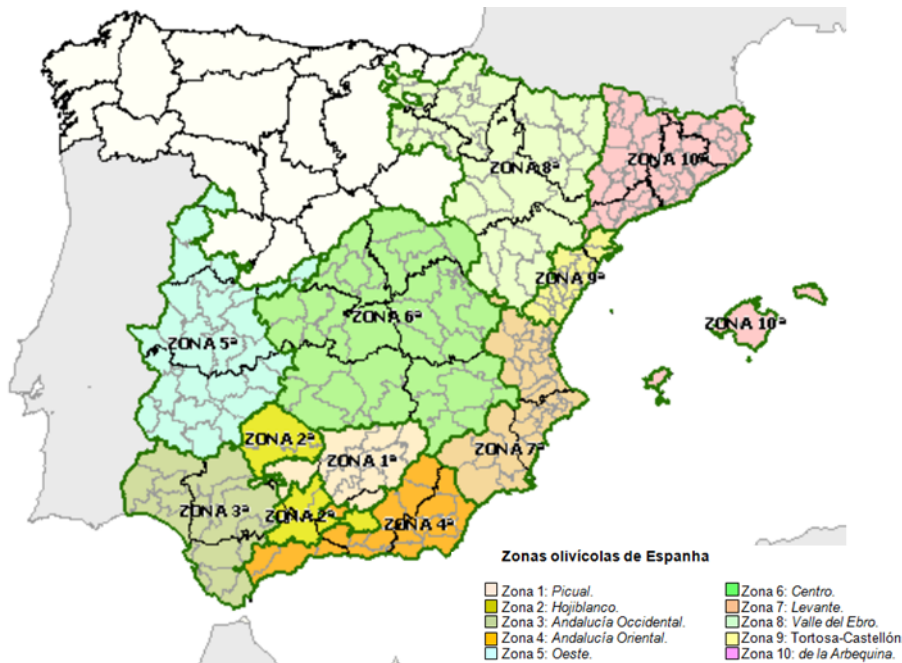 ZONA 8ª
ZONA 10ª
ZONA 9ª
ZONA 10ª
ZONA 6ª
ZONA 5ª
ZONA 2ª
ZONA 1ª
ZONA 7ª
ZONA 3ª
ZONA 2ª
ZONA 4ª
Zonas olivícolas de Espanha
Zona 1: Picual.
Zona 2: Hojiblanco.
Zona 3: Andalucía Occidental.
Zona 4: Andalucía Oriental.
Zona 5: Oeste.
Zona 6: Centro.
Zona 7: Levante.
Zona 8: Valle del Ebro.
Zona 9: Tortosa-Castellón
Zona 10: de la Arbequina.